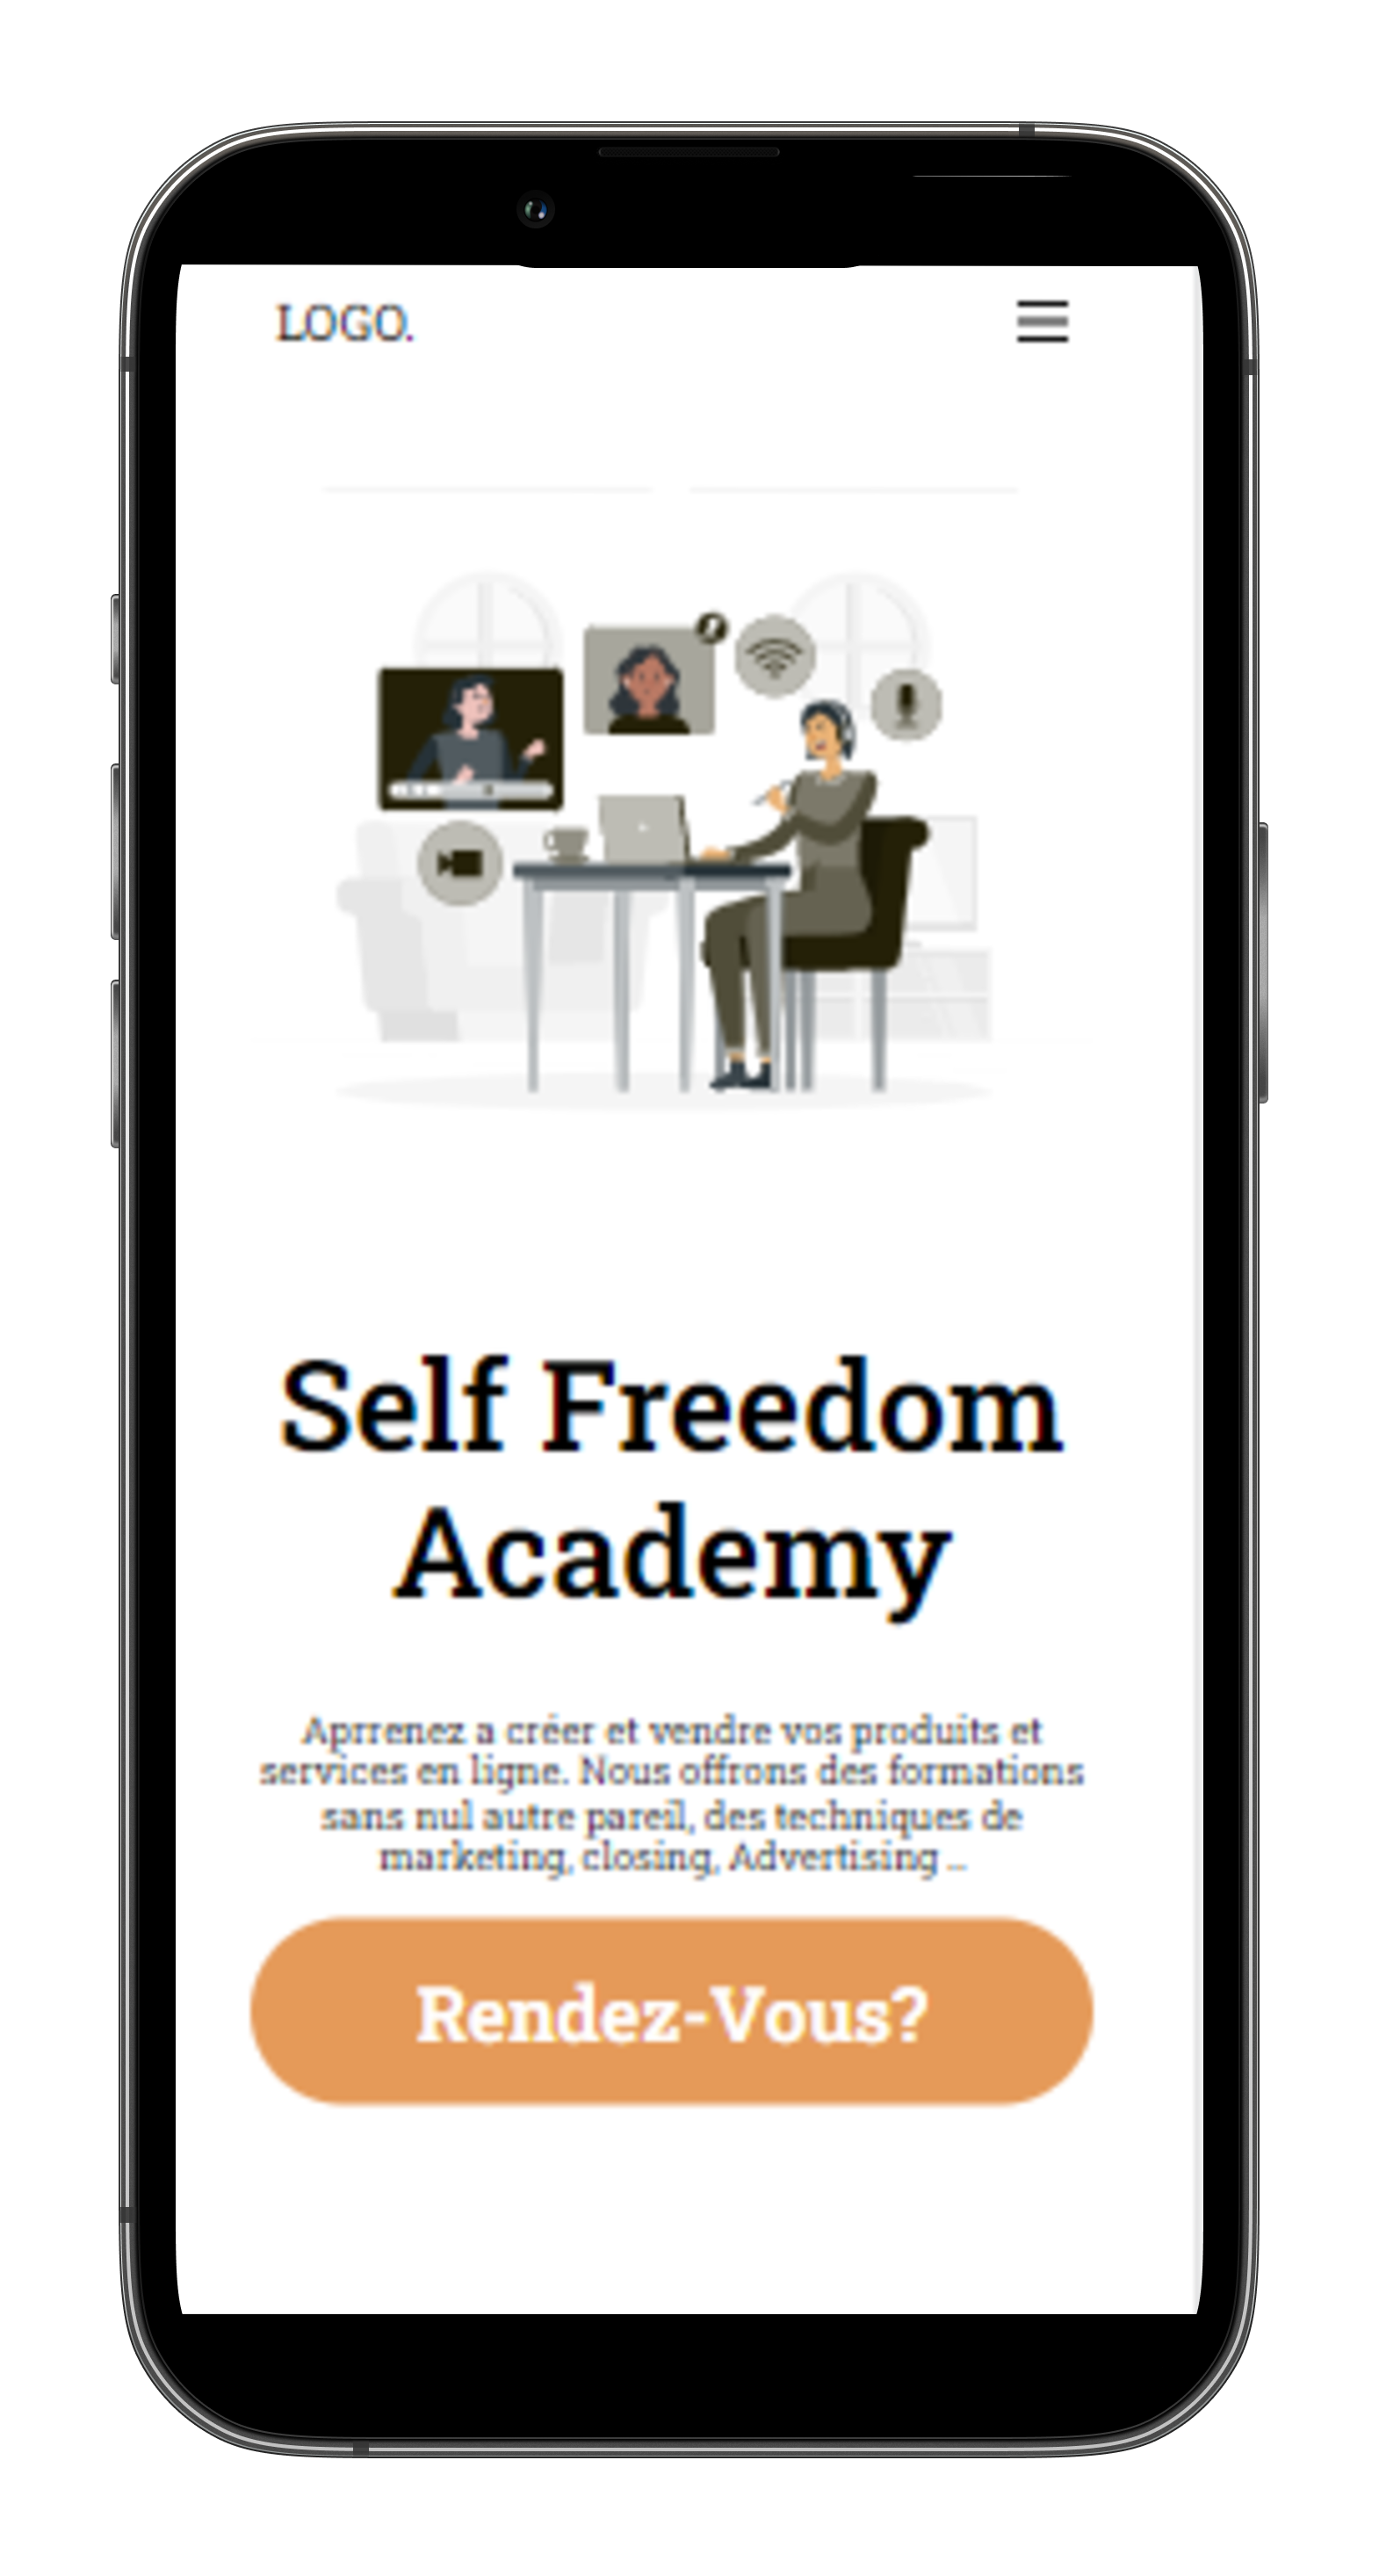 LOGO.
Self Freedom
Academy
Aprrenez a créer et vendre vos produits et
services en ligne. Nous offrons des formations
sans nul autre pareil, des techniques de
marketing, closing, Advertising ...
Rendez-Vous?